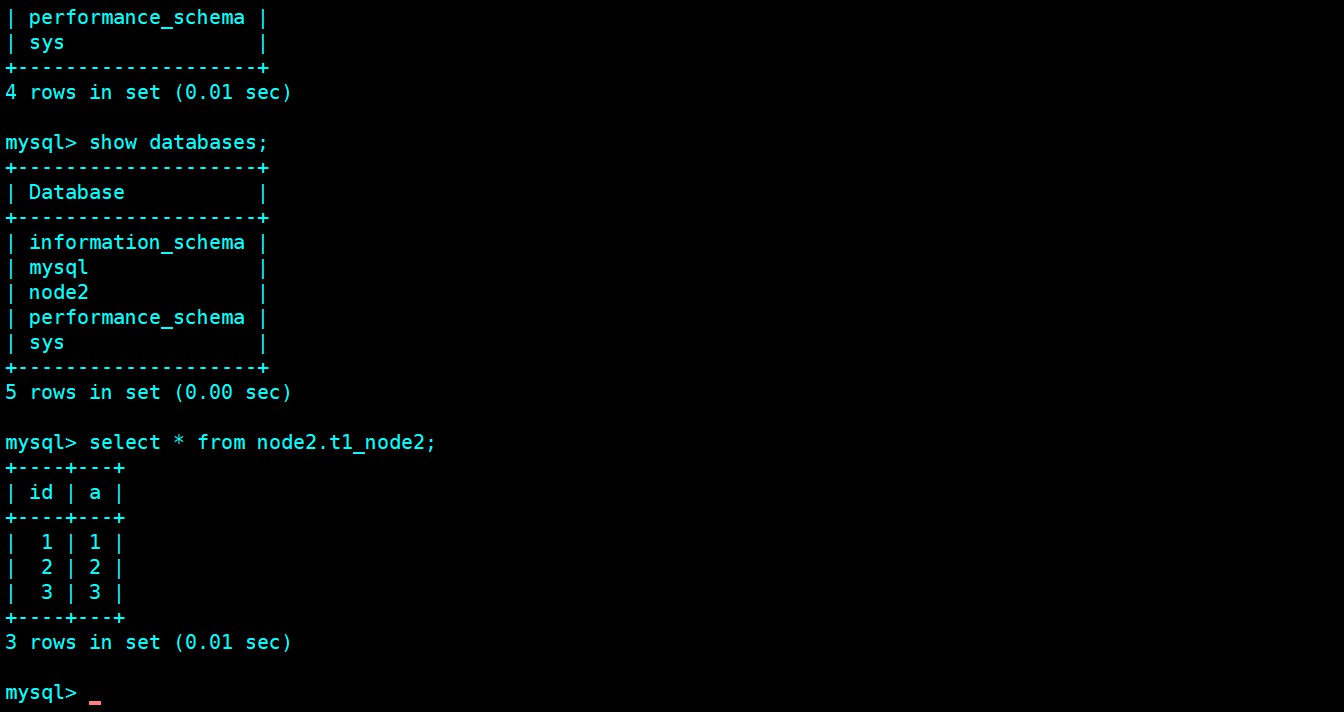 | performance_schema |
| sys                |
+--------------------+
4 rows in set (0.01 sec)

mysql> show databases;
+--------------------+
| Database           |
+--------------------+
| information_schema |
| mysql              |
| node2              |
| performance_schema |
| sys                |
+--------------------+
5 rows in set (0.00 sec)

mysql> select * from node2.t1_node2;
+----+---+
| id | a |
+----+---+
|  1 | 1 |
|  2 | 2 |
|  3 | 3 |
+----+---+
3 rows in set (0.01 sec)

mysql>